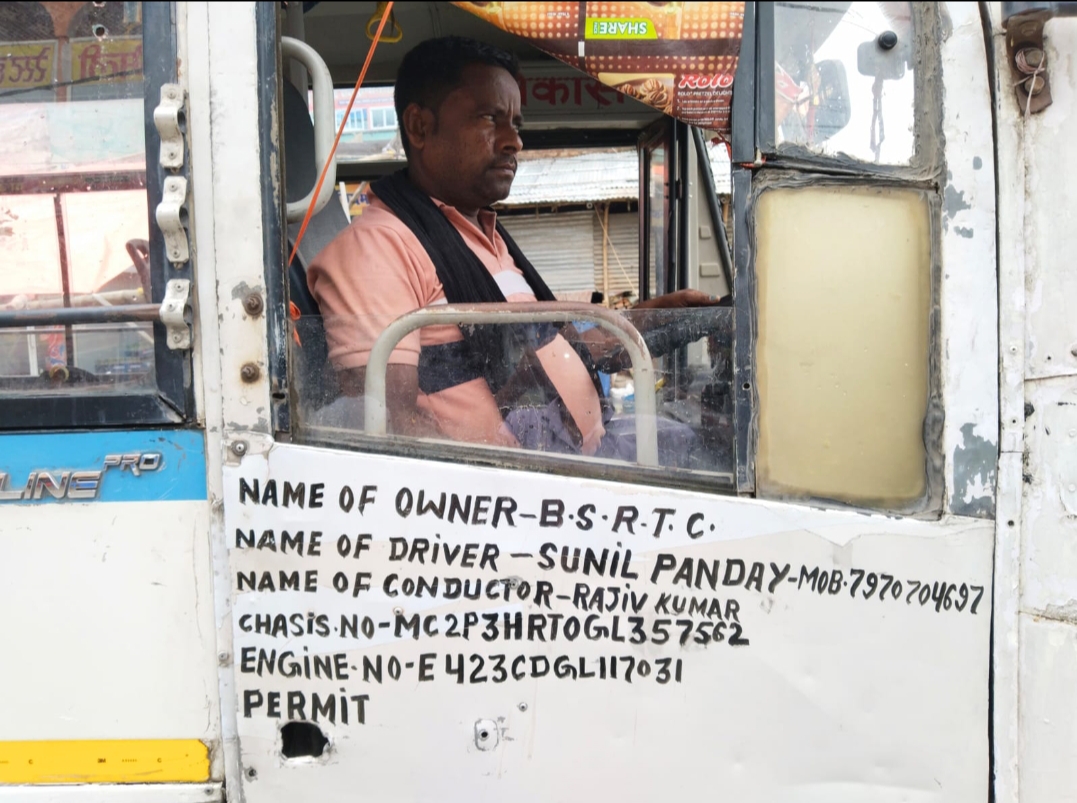 SHARE!
ROLO
विकास
LINE PRO
NAME OF OWNER-B.S.R.T.C.
NAME OF DRIVER - SUNIL PANDAY-MOB.7970704697
NAME OF CONDUCTOR-RAJIV KUMAR
CHASIS.NO-MC2P3HRTOGL357562
ENGINE.NO-E423CDGL117031
PERMIT